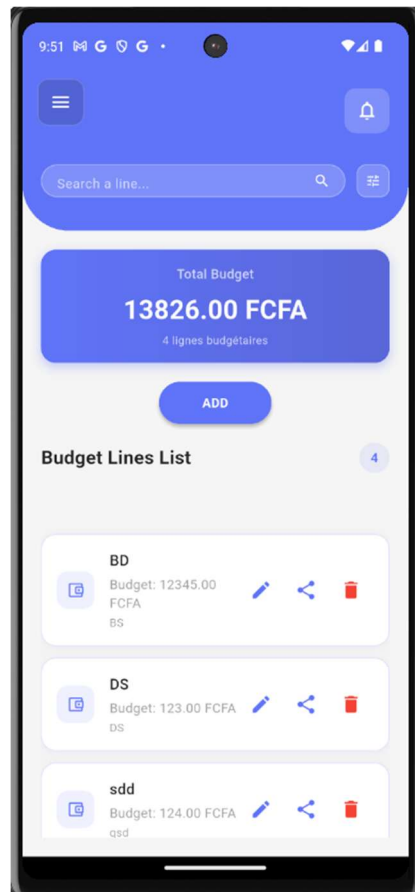 9:51 M G G
Search a line...
Total Budget
13826.00 FCFA
4 lignes budgétaires
ADD
Budget Lines List
4
BD
Budget: 12345.00
FCFA
BS
DS
Budget: 123.00 FCFA
DS
sdd
Budget: 124.00 FCFA
qsd